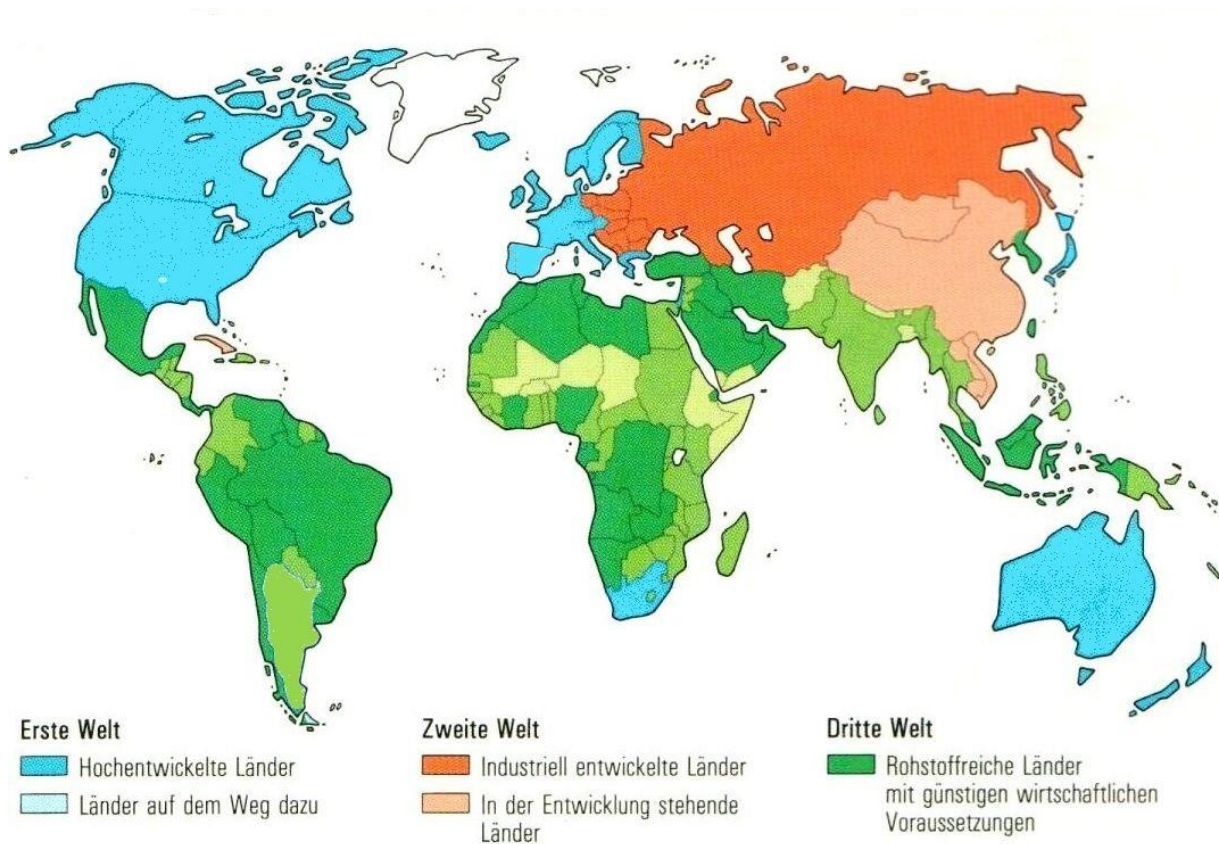 Erste Welt
Hochentwickelte Länder
Länder auf dem Weg dazu
Zweite Welt
Industriell entwickelte Länder
In der Entwicklung stehende
Länder
Dritte Welt
Rohstoffreiche Länder
mit günstigen wirtschaftlichen
Voraussetzungen